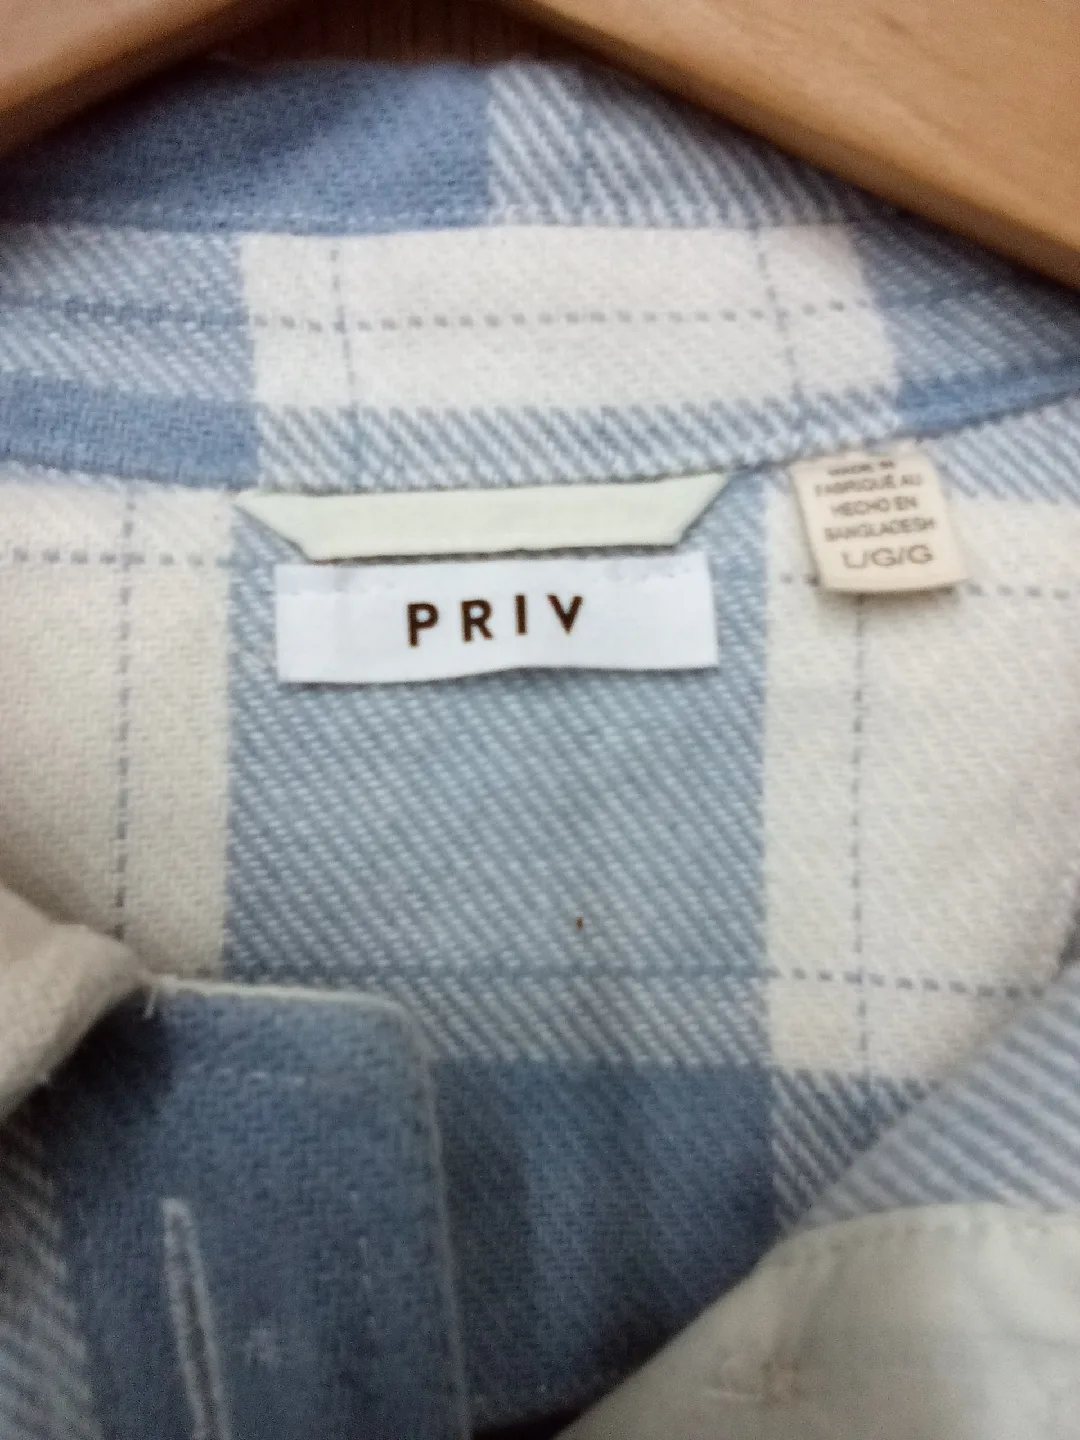 PRIV
MADE IN
FABRIQUÉ AU
HECHO EN
BANGLADESH
L/G/G